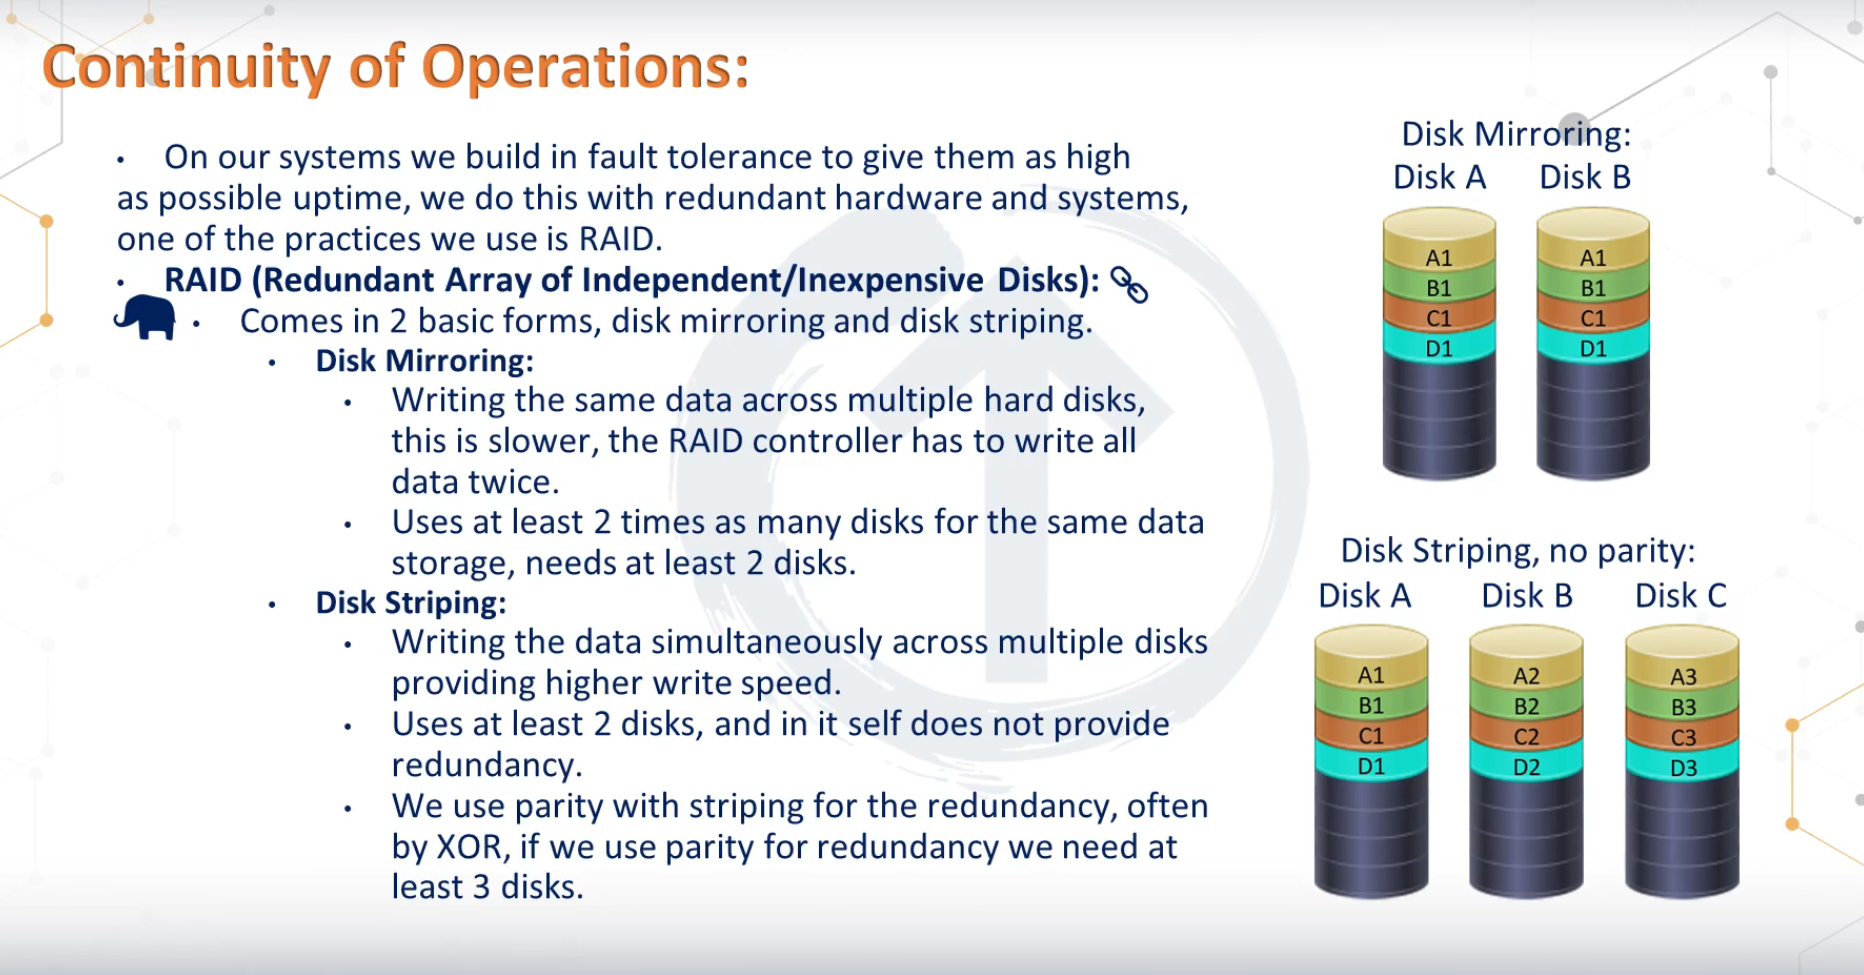 Continuity of Operations:
• On our systems we build in fault tolerance to give them as high
as possible uptime, we do this with redundant hardware and systems,
one of the practices we use is RAID.
• RAID (Redundant Array of Independent/Inexpensive Disks):
• Comes in 2 basic forms, disk mirroring and disk striping.
• Disk Mirroring:
• Writing the same data across multiple hard disks,
this is slower, the RAID controller has to write all
data twice.
• Uses at least 2 times as many disks for the same data
storage, needs at least 2 disks.
• Disk Striping:
• Writing the data simultaneously across multiple disks
providing higher write speed.
• Uses at least 2 disks, and in it self does not provide
redundancy.
• We use parity with striping for the redundancy, often
by XOR, if we use parity for redundancy we need at
least 3 disks.
Disk Mirroring:
Disk A Disk B
A1 A1
B1 B1
C1 C1
D1 D1
Disk Striping, no parity:
Disk A Disk B Disk C
A1 A2 A3
B1 B2 B3
C1 C2 C3
D1 D2 D3